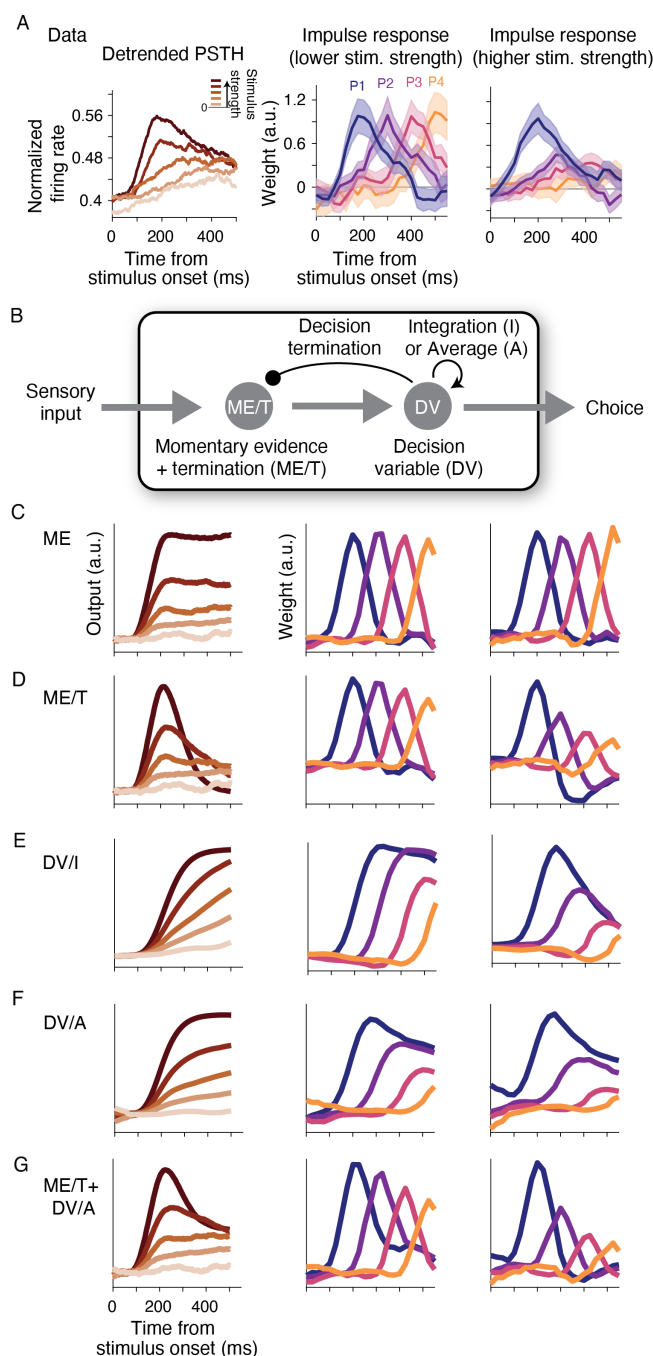 A
Data
Detrended PSTH
Stimulus
strength
0
Impulse response
(lower stim. strength)
Impulse response
(higher stim. strength)
Normalized
firing rate
0.56
0.48
0.4
0 200 400
Time from
stimulus onset (ms)
Weight (a.u.)
1.2
0.6
0
P1 P2 P3 P4
0 200 400
Time from
stimulus onset (ms)
200 400
B
Sensory
input
Decision
termination
Integration (I)
or Average (A)
ME/T
DV
Choice
Momentary evidence
+ termination (ME/T)
Decision
variable (DV)
C
ME
Output (a.u.)
Weight (a.u.)
D
ME/T
E
DV/I
F
DV/A
G
ME/T+
DV/A
0 200 400
Time from
stimulus onset (ms)